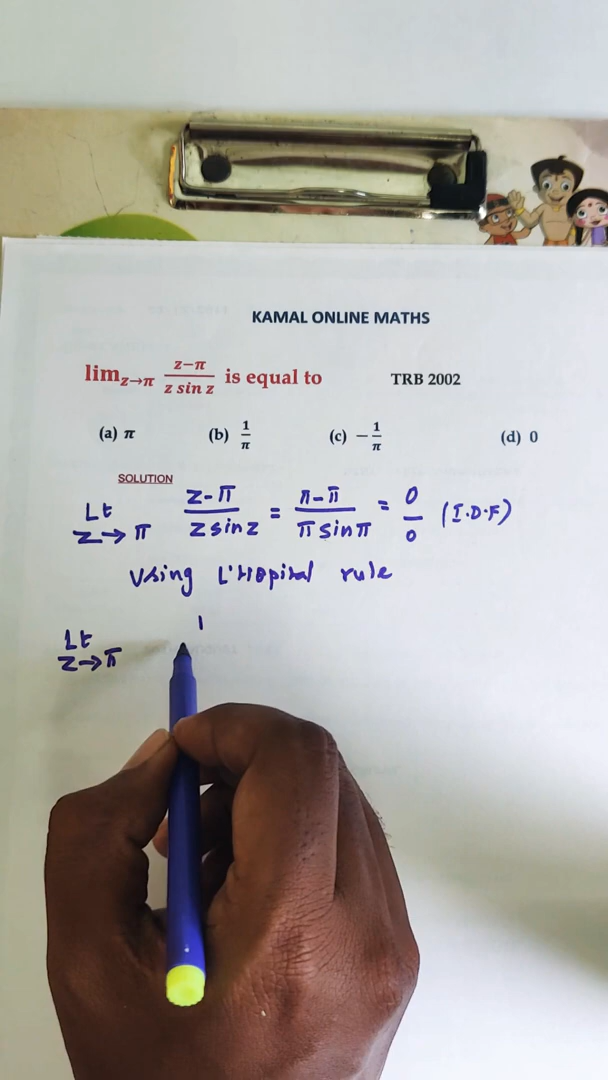 KAMAL ONLINE MATHS
lim z→π (z−π)/(z sin z) is equal to TRB 2002
(a) π (b) 1/π (c) −1/π (d) 0
SOLUTION
Lt z→π (z-π)/(z sin z) = (π-π)/(π sin π) = 0/0 (I.D.F)
Using L'Hopital rule
Lt z→π 1